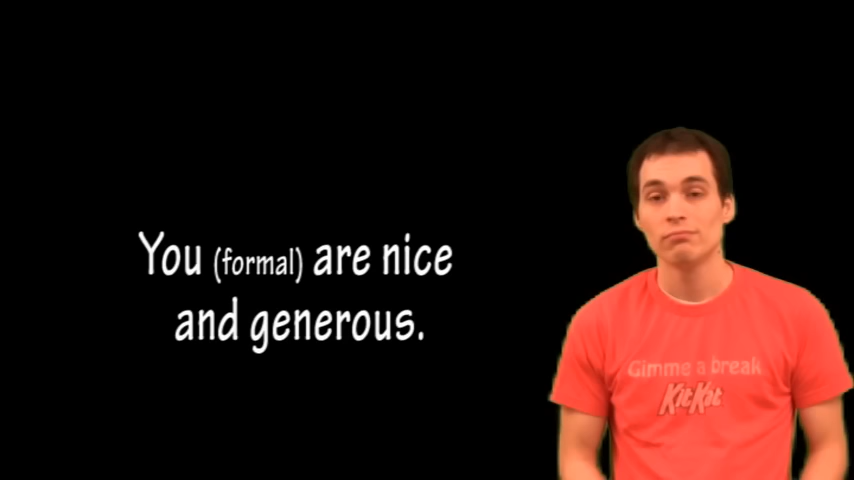 You (formal) are nice
and generous.
Gimme a break
KitKat